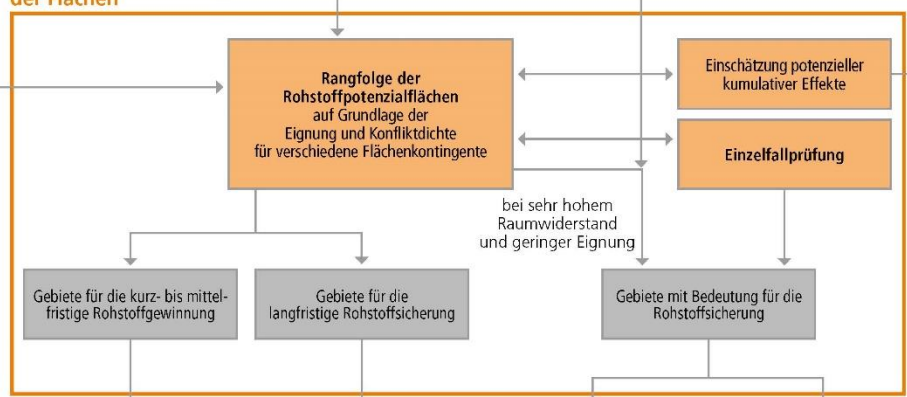 der Flächen
Rangfolge der
Rohstoffpotenzialflächen
auf Grundlage der
Eignung und Konfliktdichte
für verschiedene Flächenkontingente
Einschätzung potenzieller
kumulativer Effekte
Einzelfallprüfung
bei sehr hohem
Raumwiderstand
und geringer Eignung
Gebiete für die kurz- bis mittel-
fristige Rohstoffgewinnung
Gebiete für die
langfristige Rohstoffsicherung
Gebiete mit Bedeutung für die
Rohstoffsicherung